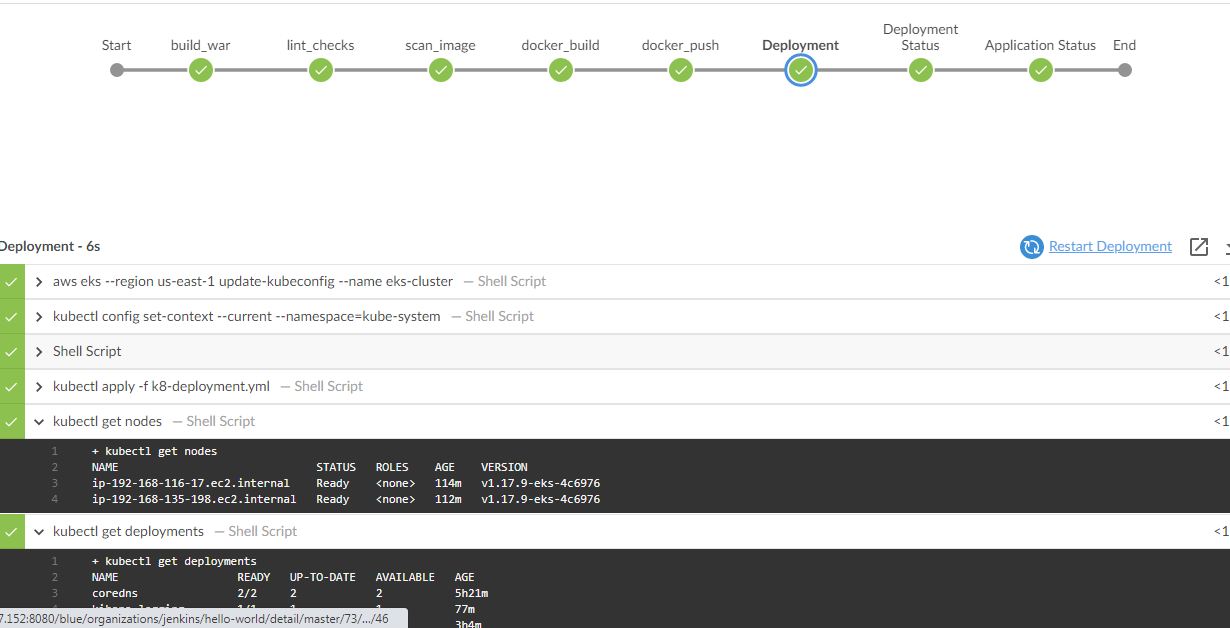 Deployment
Start build_war lint_checks scan_image docker_build docker_push Deployment Status Application Status End
Deployment - 6s
Restart Deployment
aws eks --region us-east-1 update-kubeconfig --name eks-cluster — Shell Script <1
kubectl config set-context --current --namespace=kube-system — Shell Script <1
Shell Script <1
kubectl apply -f k8-deployment.yml — Shell Script <1
kubectl get nodes — Shell Script <1
1 + kubectl get nodes
2 NAME STATUS ROLES AGE VERSION
3 ip-192-168-116-17.ec2.internal Ready <none> 114m v1.17.9-eks-4c6976
4 ip-192-168-135-198.ec2.internal Ready <none> 112m v1.17.9-eks-4c6976
kubectl get deployments — Shell Script <1
1 + kubectl get deployments
2 NAME READY UP-TO-DATE AVAILABLE AGE
3 coredns 2/2 2 2 5h21m
77m
7.152:8080/blue/organizations/jenkins/hello-world/detail/master/73/.../46
3h4m